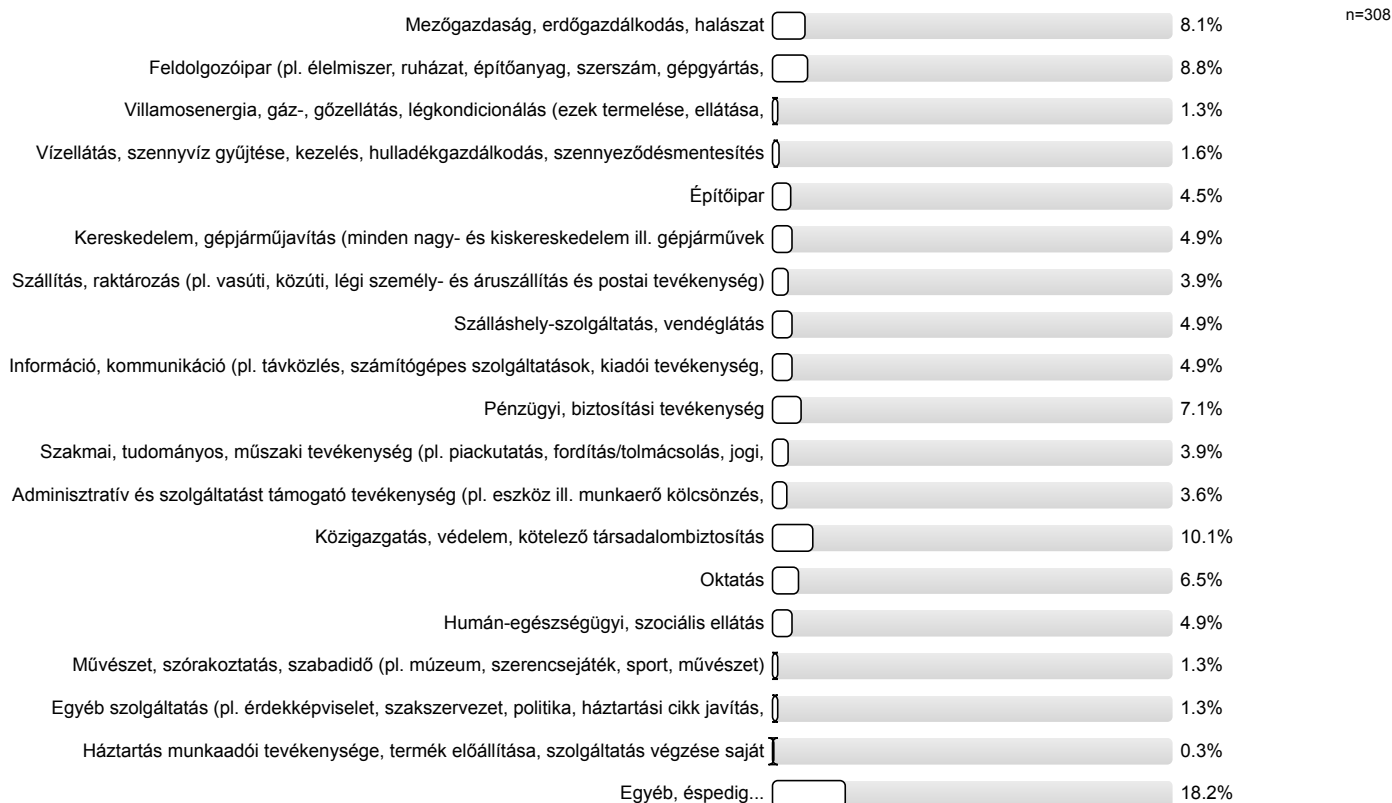 n=308
Mezőgazdaság, erdőgazdálkodás, halászat 8.1%
Feldolgozóipar (pl. élelmiszer, ruházat, építőanyag, szerszám, gépgyártás, 8.8%
Villamosenergia, gáz-, gőzellátás, légkondicionálás (ezek termelése, ellátása, 1.3%
Vízellátás, szennyvíz gyűjtése, kezelés, hulladékgazdálkodás, szennyeződésmentesítés 1.6%
Építőipar 4.5%
Kereskedelem, gépjárműjavítás (minden nagy- és kiskereskedelem ill. gépjárművek 4.9%
Szállítás, raktározás (pl. vasúti, közúti, légi személy- és áruszállítás és postai tevékenység) 3.9%
Szálláshely-szolgáltatás, vendéglátás 4.9%
Információ, kommunikáció (pl. távközlés, számítógépes szolgáltatások, kiadói tevékenység, 4.9%
Pénzügyi, biztosítási tevékenység 7.1%
Szakmai, tudományos, műszaki tevékenység (pl. piackutatás, fordítás/tolmácsolás, jogi, 3.9%
Adminisztratív és szolgáltatást támogató tevékenység (pl. eszköz ill. munkaerő kölcsönzés, 3.6%
Közigazgatás, védelem, kötelező társadalombiztosítás 10.1%
Oktatás 6.5%
Humán-egészségügyi, szociális ellátás 4.9%
Művészet, szórakoztatás, szabadidő (pl. múzeum, szerencsejáték, sport, művészet) 1.3%
Egyéb szolgáltatás (pl. érdekképviselet, szakszervezet, politika, háztartási cikk javítás, 1.3%
Háztartás munkaadói tevékenysége, termék előállítása, szolgáltatás végzése saját 0.3%
Egyéb, éspedig... 18.2%